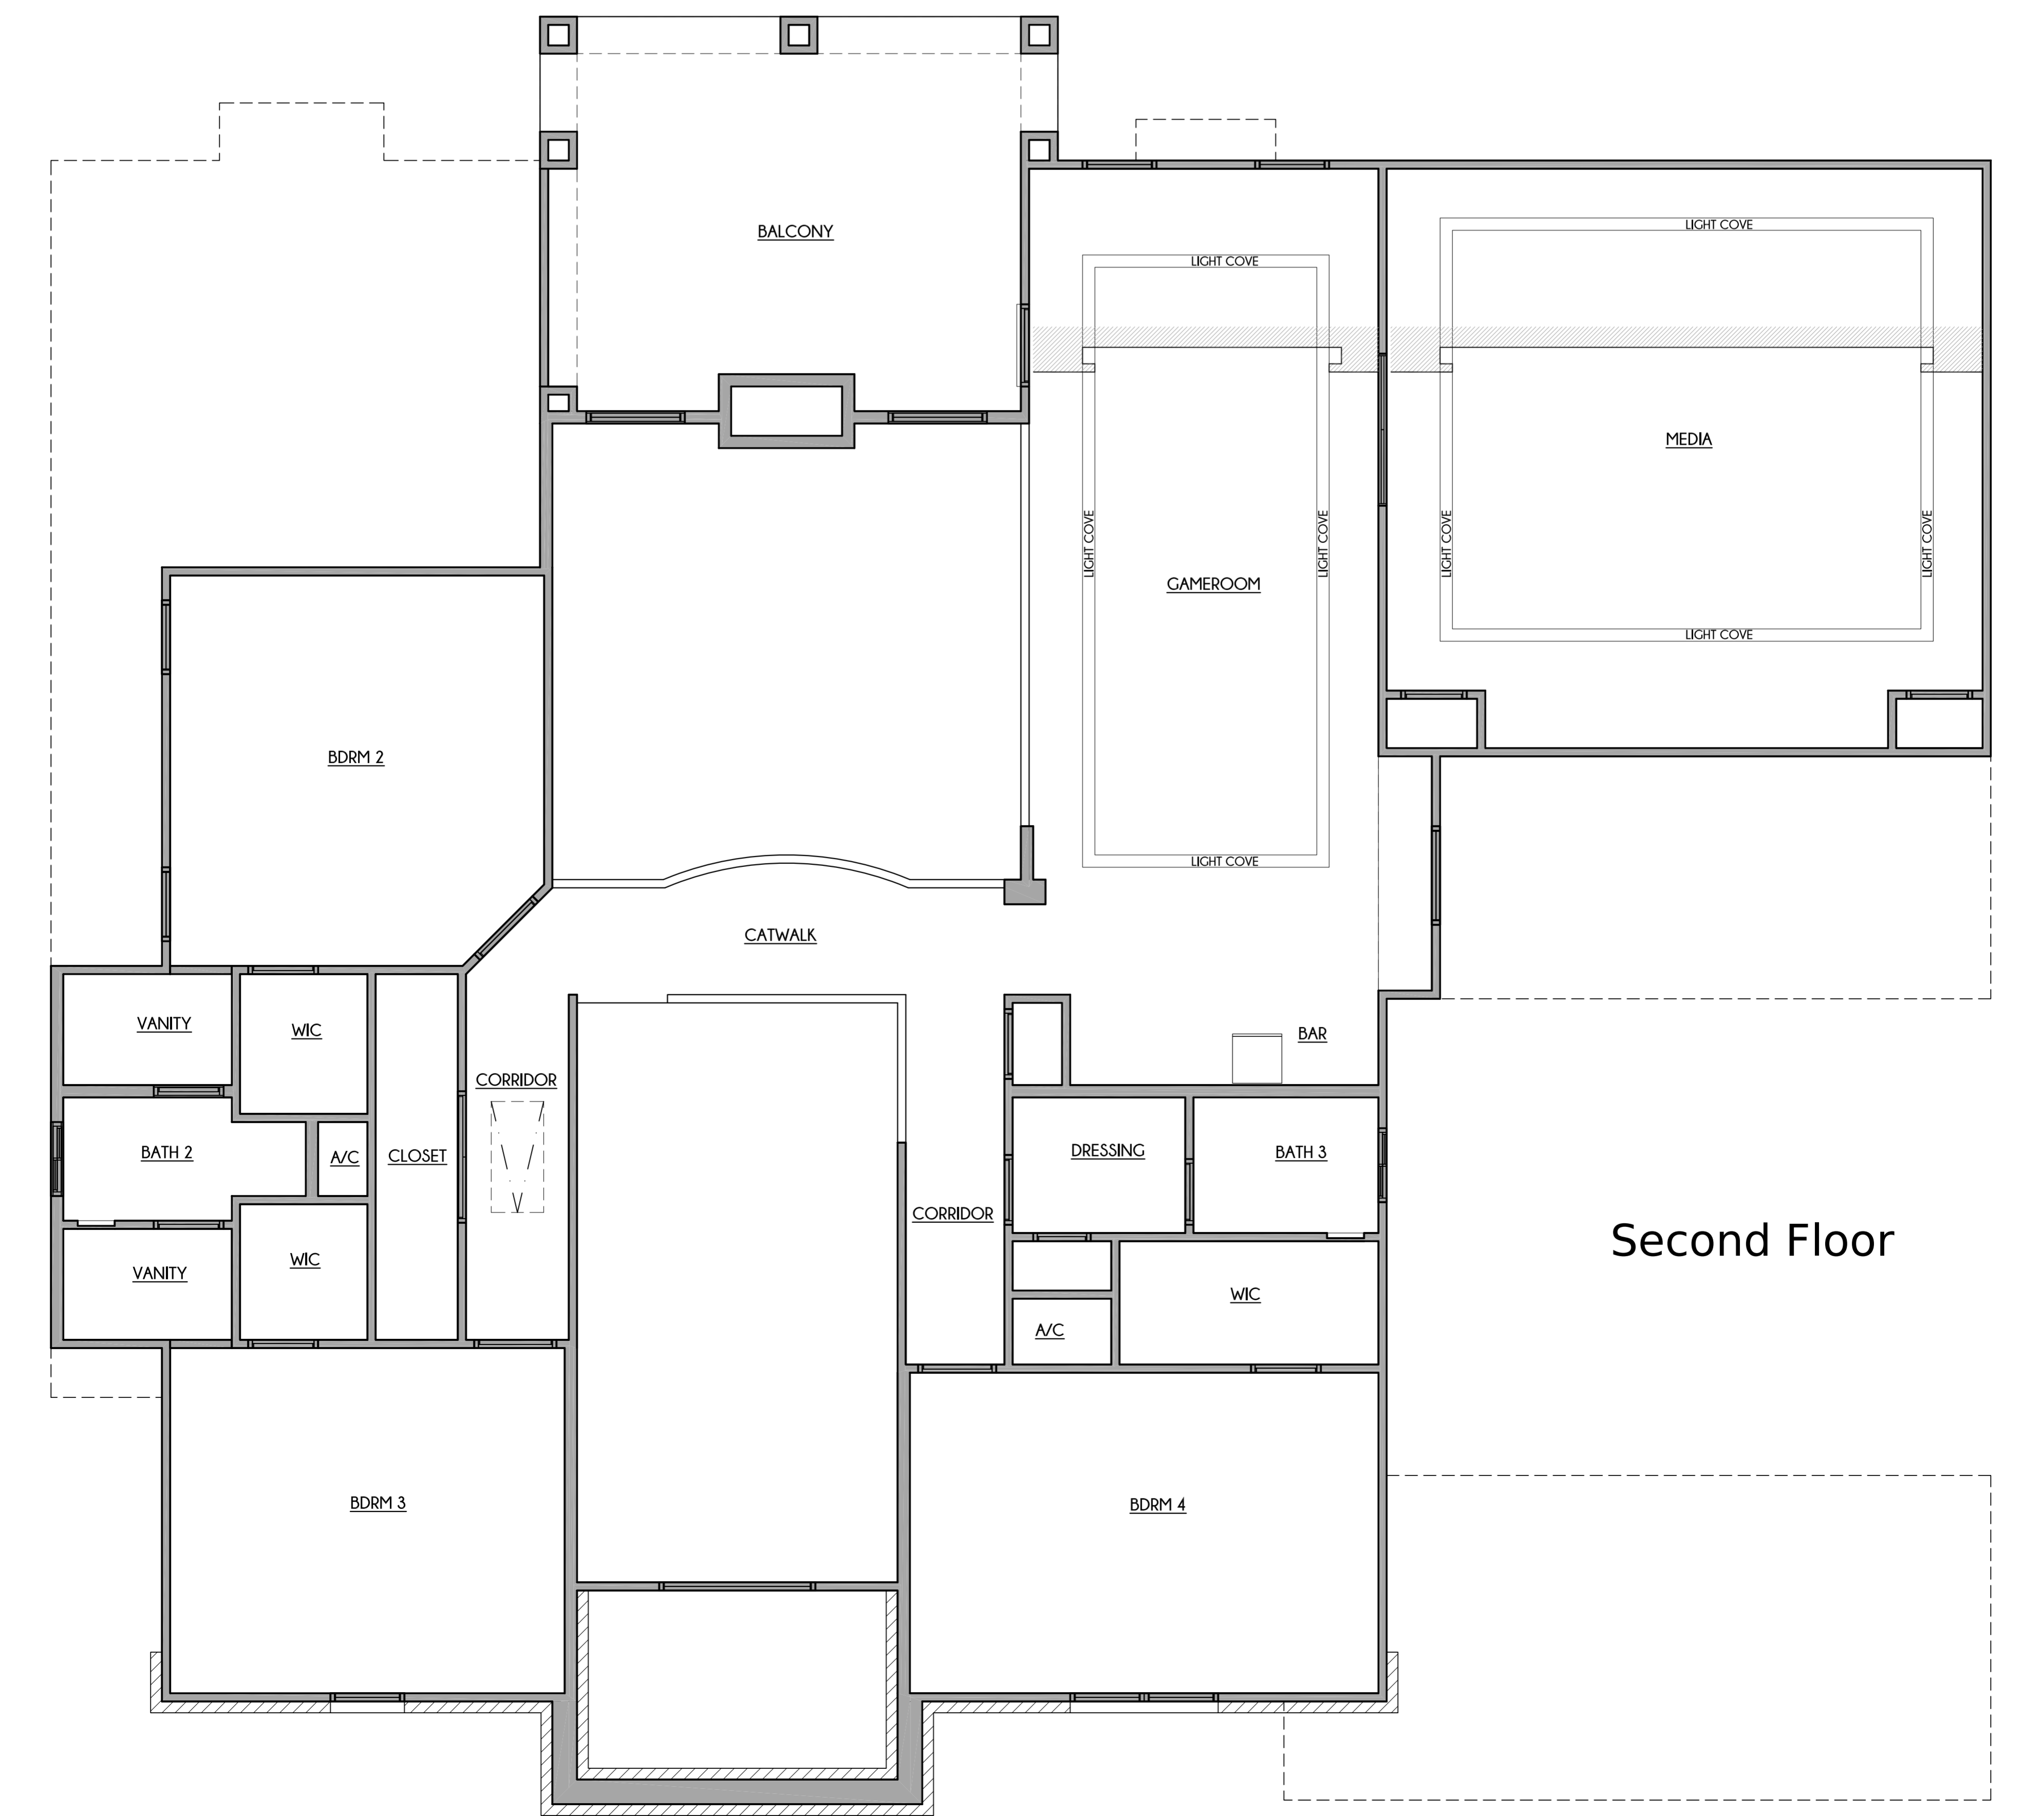 LIGHT COVE
BALCONY
LIGHT COVE
MEDIA
LIGHT COVE
LIGHT COVE
LIGHT COVE
LIGHT COVE
GAMEROOM
LIGHT COVE
BDRM 2
LIGHT COVE
CATWALK
VANITY
WIC
BAR
CORRIDOR
BATH 2
A/C
CLOSET
DRESSING
BATH 3
CORRIDOR
Second Floor
VANITY
WIC
WIC
A/C
BDRM 3
BDRM 4